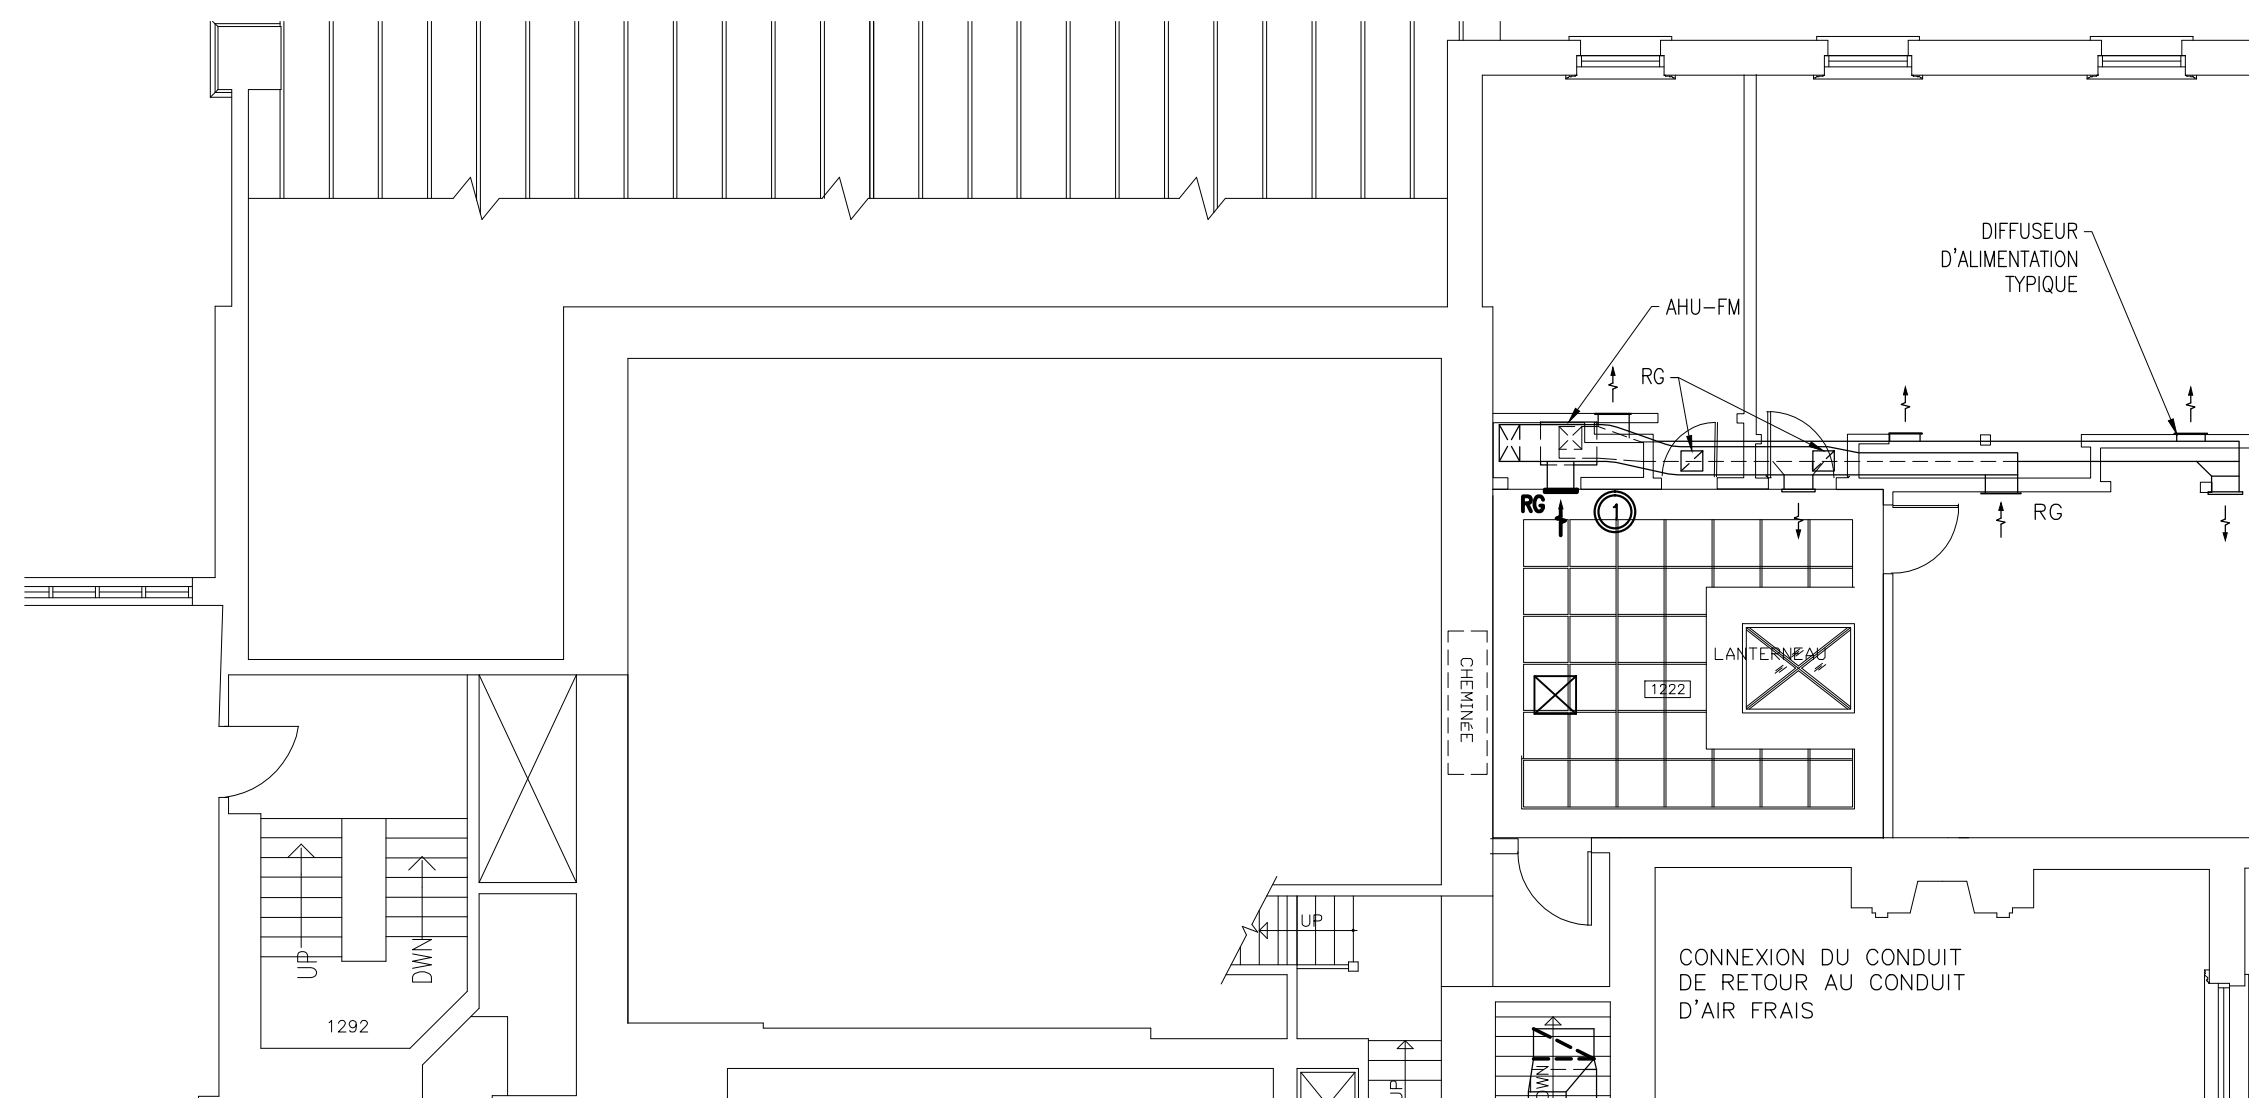 DIFFUSEUR
D'ALIMENTATION
TYPIQUE
AHU-FM
RG
RG
1
RG
LANTERNEAU
1222
CHEMINÉE
UP
DWN
1292
UP
UP
DWN
CONNEXION DU CONDUIT
DE RETOUR AU CONDUIT
D'AIR FRAIS